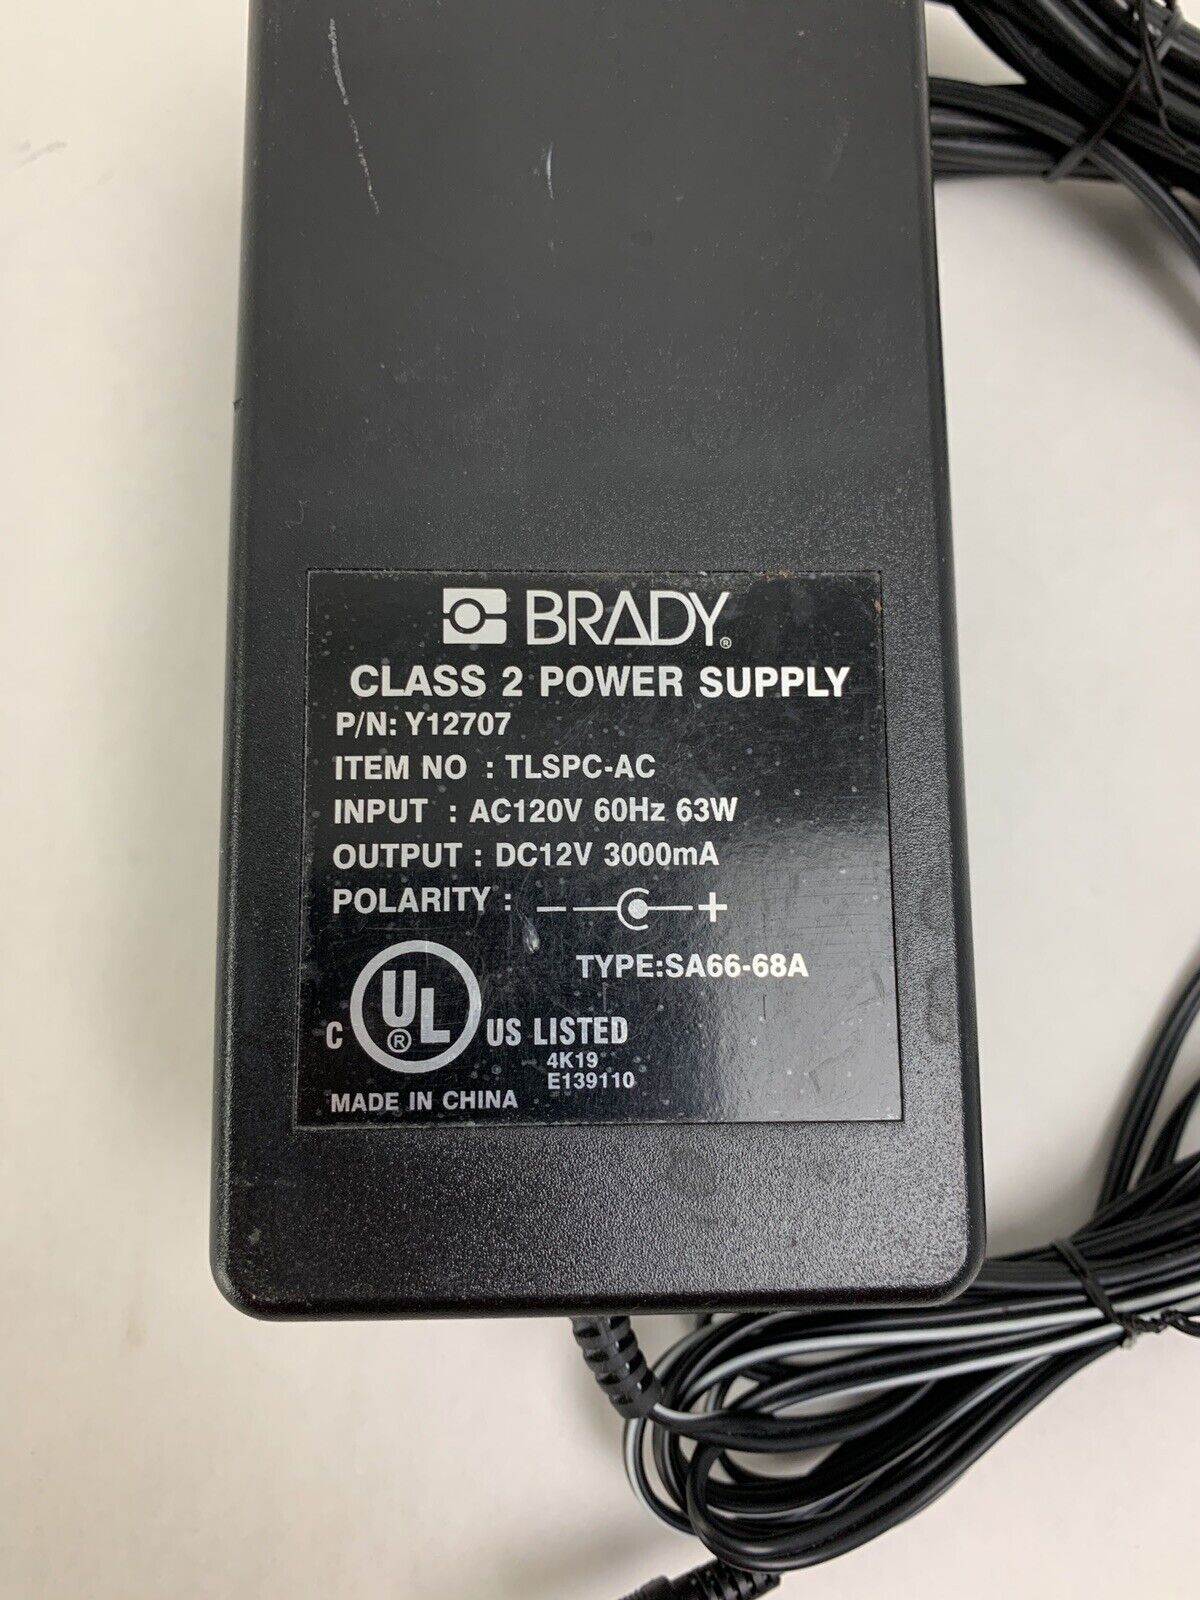 BRADY®
CLASS 2 POWER SUPPLY
P/N: Y12707
ITEM NO : TLSPC-AC
INPUT : AC120V 60Hz 63W
OUTPUT : DC12V 3000mA
POLARITY : – +
TYPE:SA66-68A
C UL® US LISTED
4K19
E139110
MADE IN CHINA